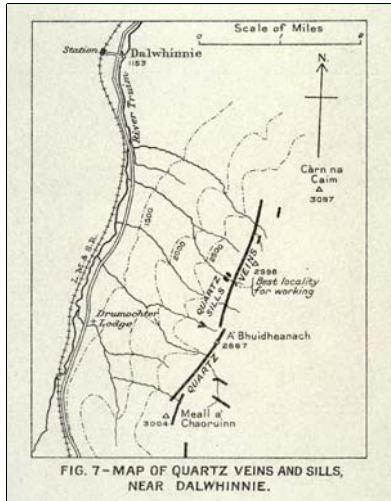 Scale of Miles
0 1 2
Station
Dalwhinnie
1153
River Truim
N.
Càrn na
Caim
3087
1500
2000
2500
QUARTZ
SILLS
VEINS
2998
Best locality
for working
L. M. & S. R.
Drumochter
Lodge
A' Bhuidheanach
2867
QUARTZ
Meall a'
Chaoruinn
3004
FIG. 7-MAP OF QUARTZ VEINS AND SILLS,
NEAR DALWHINNIE.